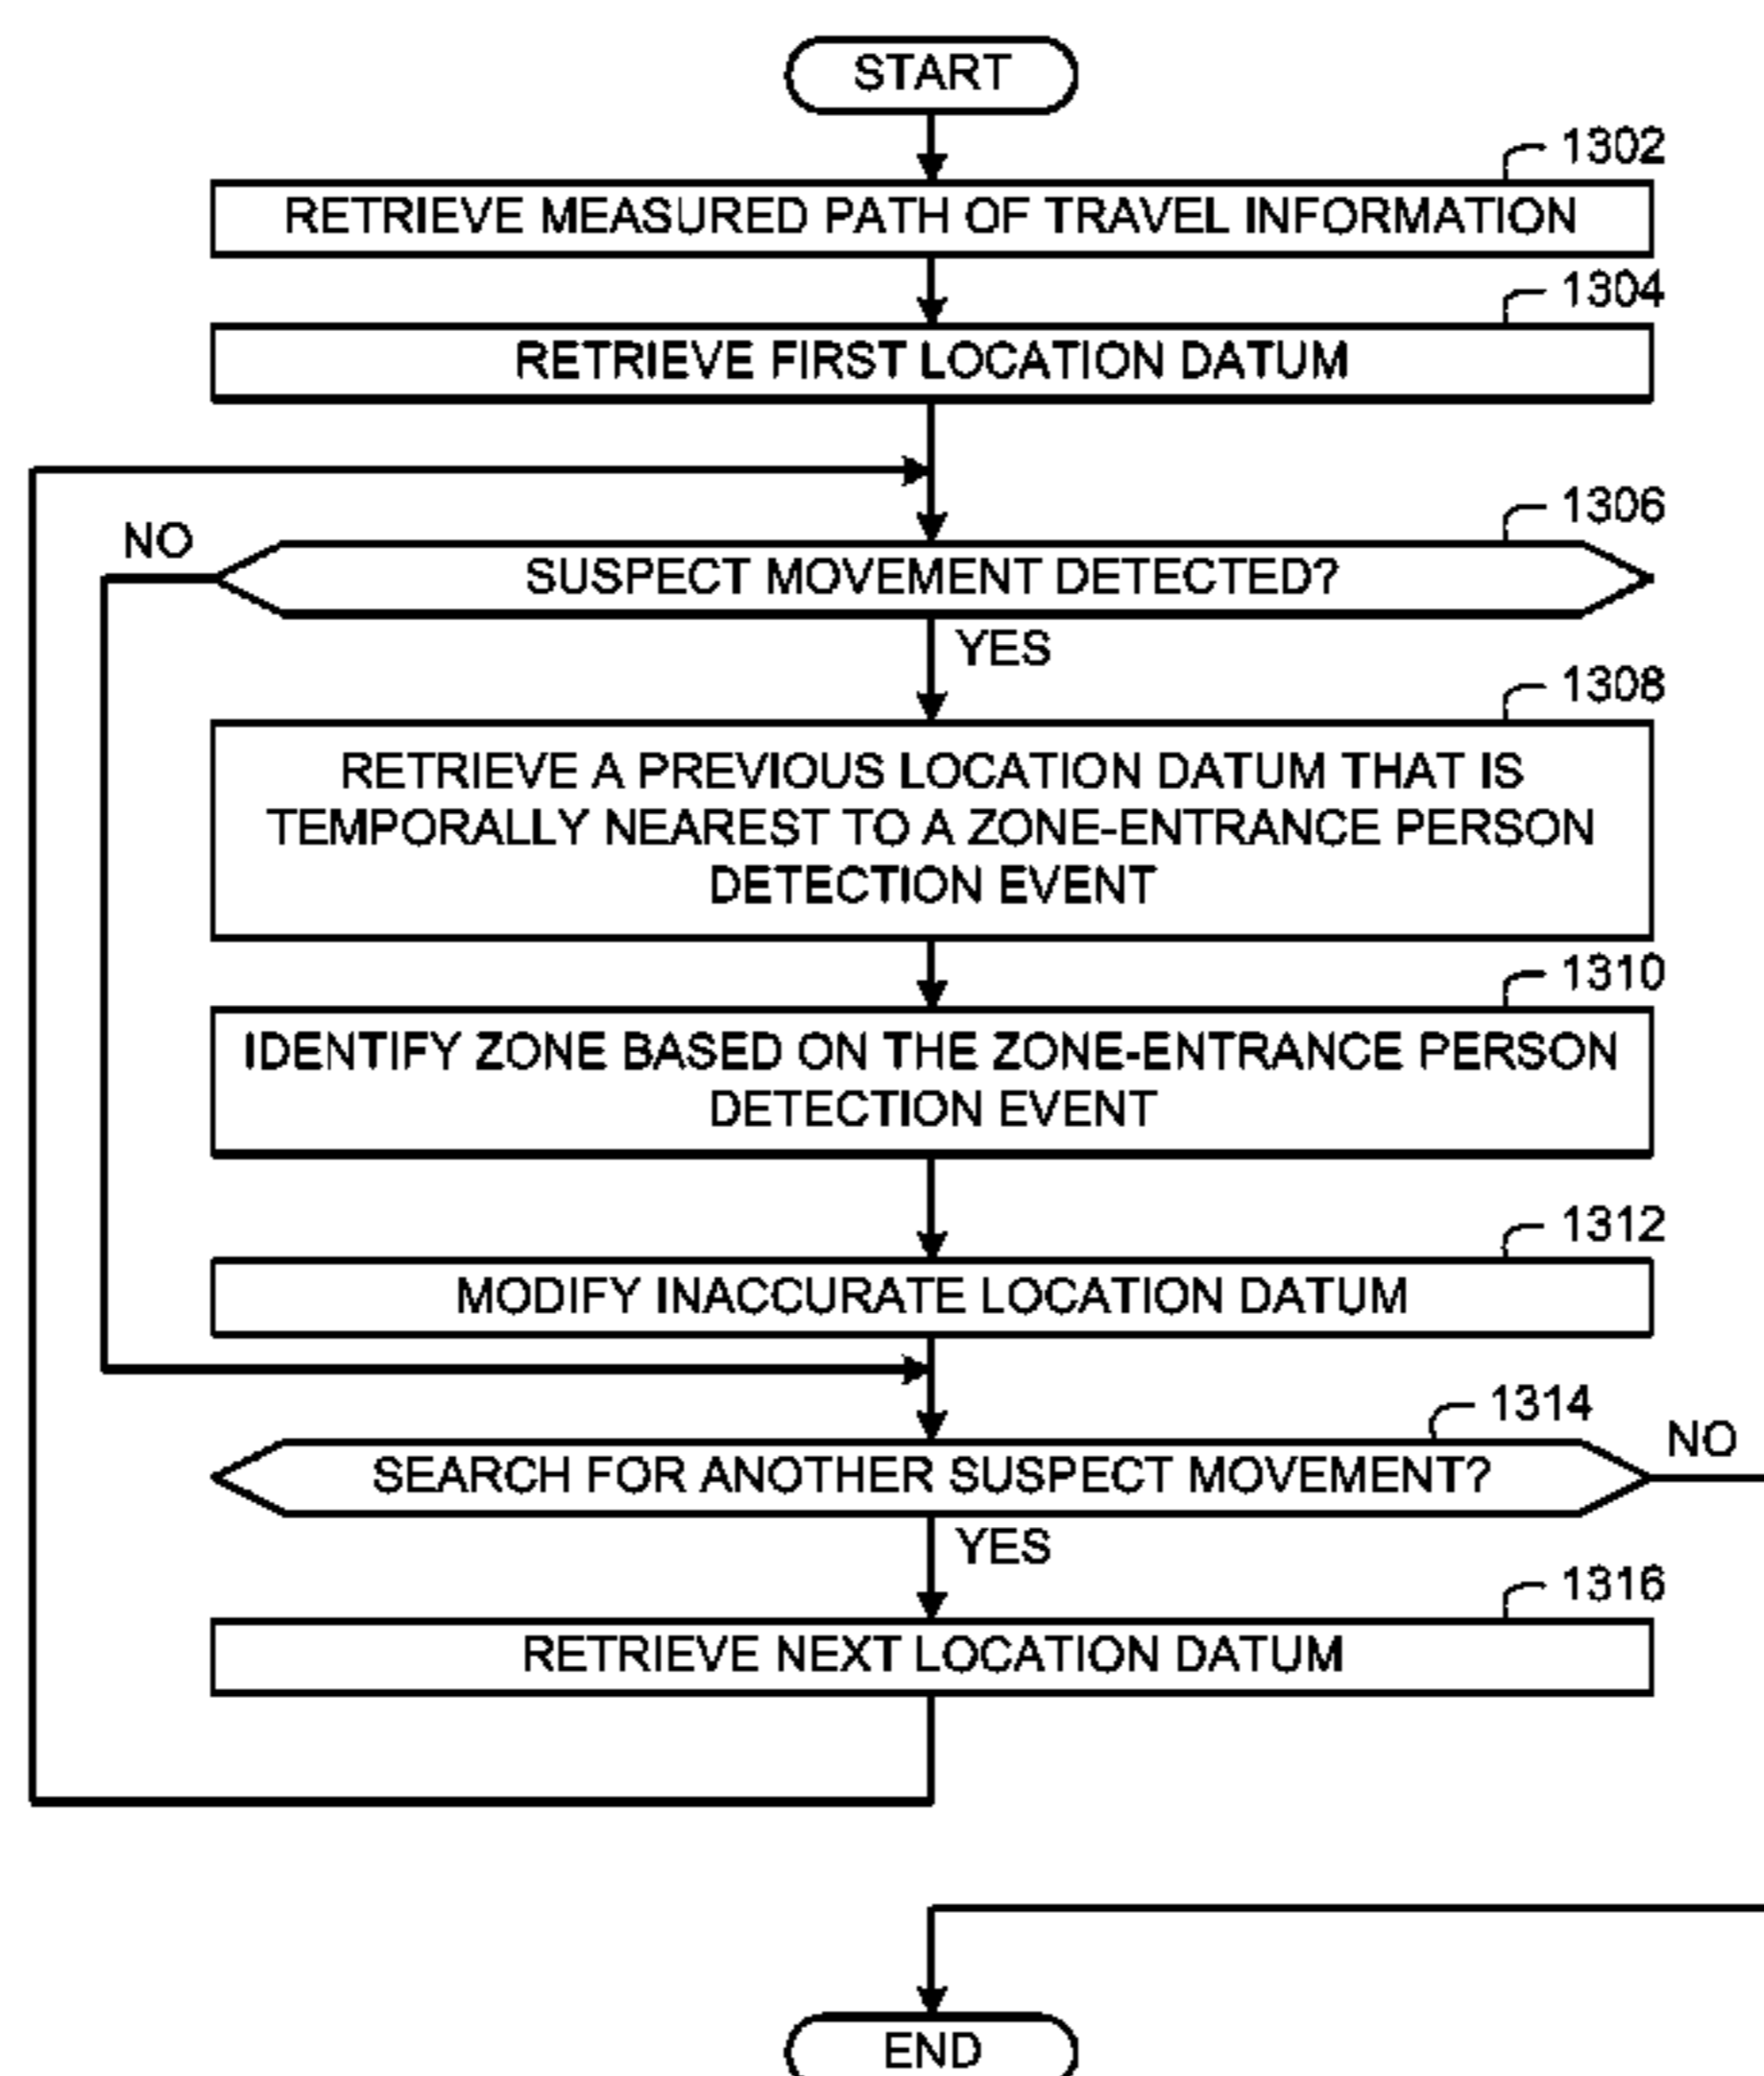 START
1302
RETRIEVE MEASURED PATH OF TRAVEL INFORMATION
1304
RETRIEVE FIRST LOCATION DATUM
1306
NO
SUSPECT MOVEMENT DETECTED?
YES
1308
RETRIEVE A PREVIOUS LOCATION DATUM THAT IS
TEMPORALLY NEAREST TO A ZONE-ENTRANCE PERSON
DETECTION EVENT
1310
IDENTIFY ZONE BASED ON THE ZONE-ENTRANCE PERSON
DETECTION EVENT
1312
MODIFY INACCURATE LOCATION DATUM
1314
NO
SEARCH FOR ANOTHER SUSPECT MOVEMENT?
YES
1316
RETRIEVE NEXT LOCATION DATUM
END